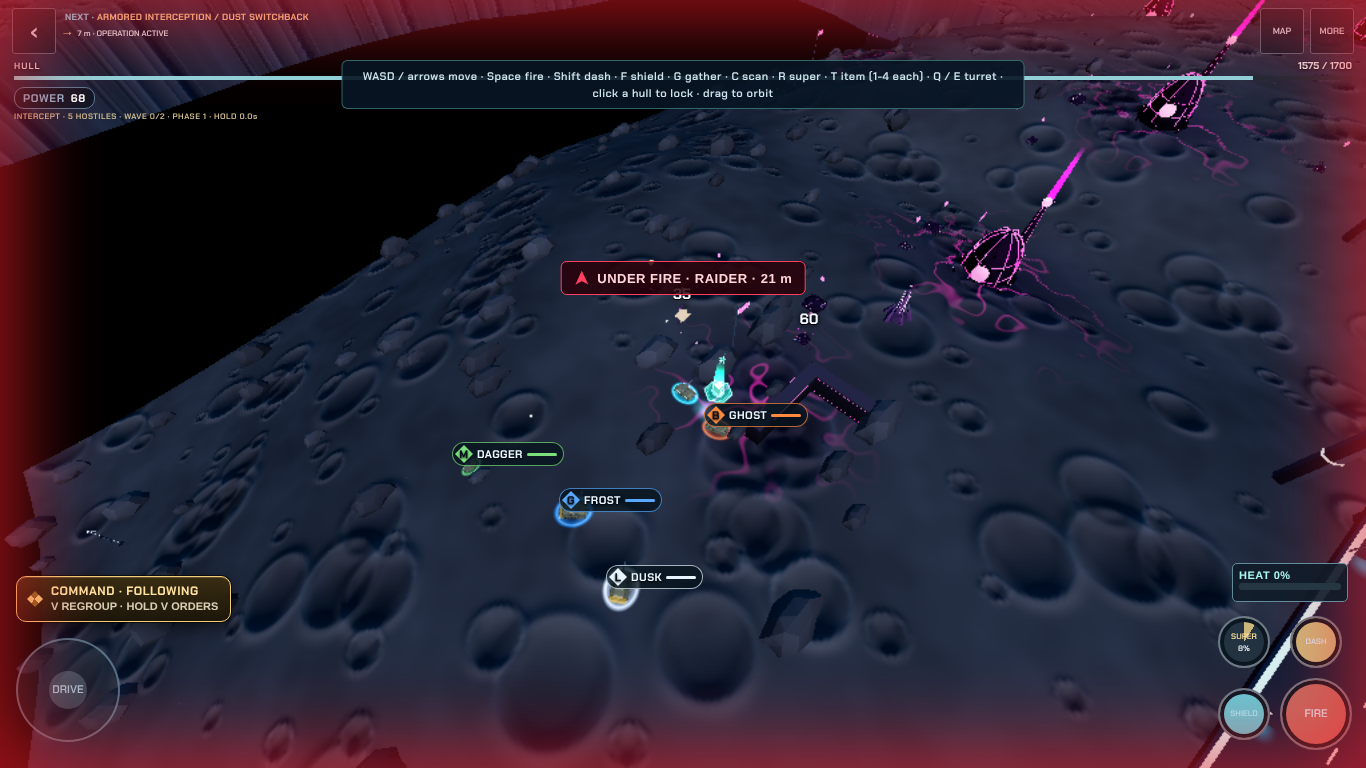 NEXT · ARMORED INTERCEPTION / DUST SWITCHBACK
→ 7 m · OPERATION ACTIVE
MAP
MORE
HULL
1575 / 1700
WASD / arrows move · Space fire · Shift dash · F shield · G gather · C scan · R super · T item (1-4 each) · Q / E turret ·
click a hull to lock · drag to orbit
POWER 68
INTERCEPT · 5 HOSTILES · WAVE 0/2 · PHASE 1 · HOLD 0.0s
UNDER FIRE · RAIDER · 21 m
35
60
B GHOST
M DAGGER
G FROST
L DUSK
COMMAND · FOLLOWING
V REGROUP · HOLD V ORDERS
HEAT 0%
SUPER
8%
DASH
DRIVE
SHIELD
FIRE